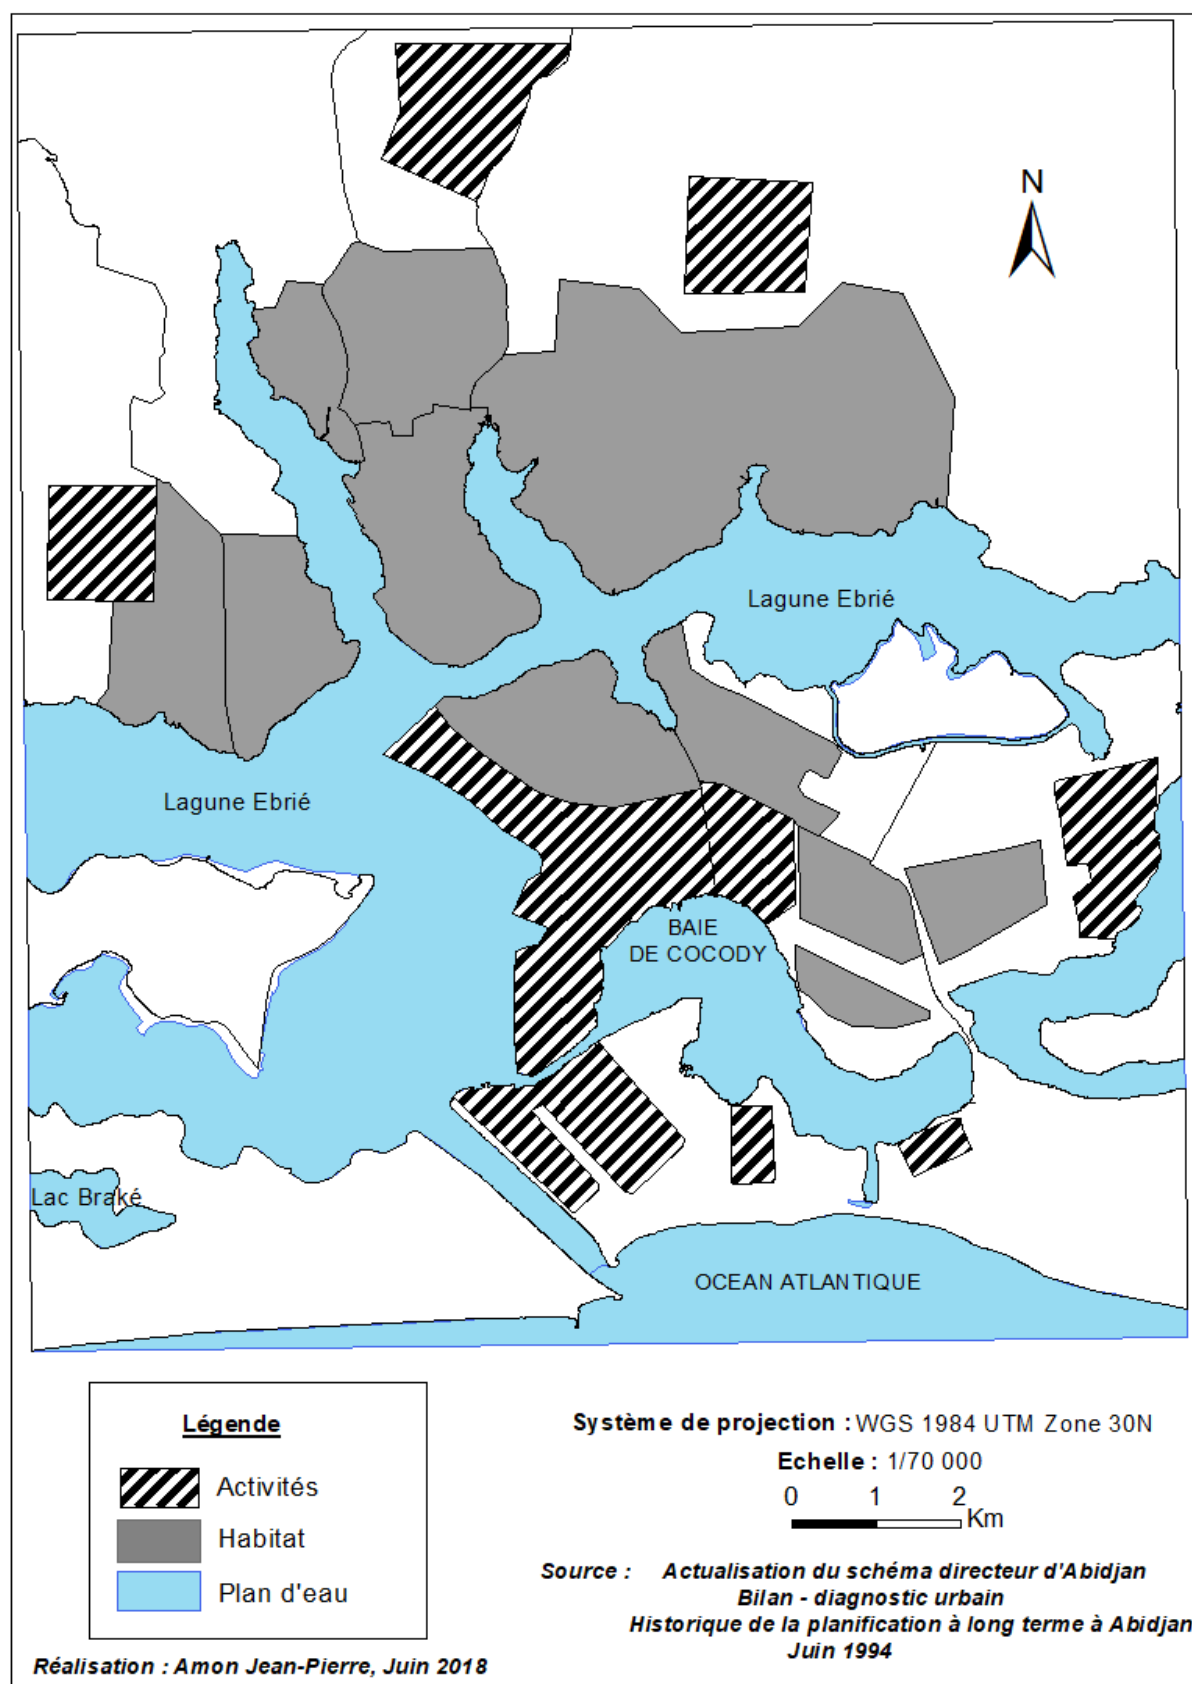 N
Lagune Ebrié
Lagune Ebrié
BAIE
DE COCODY
Lac Braké
OCEAN ATLANTIQUE
Légende
Activités
Habitat
Plan d'eau
Système de projection : WGS 1984 UTM Zone 30N
Echelle : 1/70 000
0 1 2
Km
Source : Actualisation du schéma directeur d'Abidjan
Bilan - diagnostic urbain
Historique de la planification à long terme à Abidjan
Juin 1994
Réalisation : Amon Jean-Pierre, Juin 2018